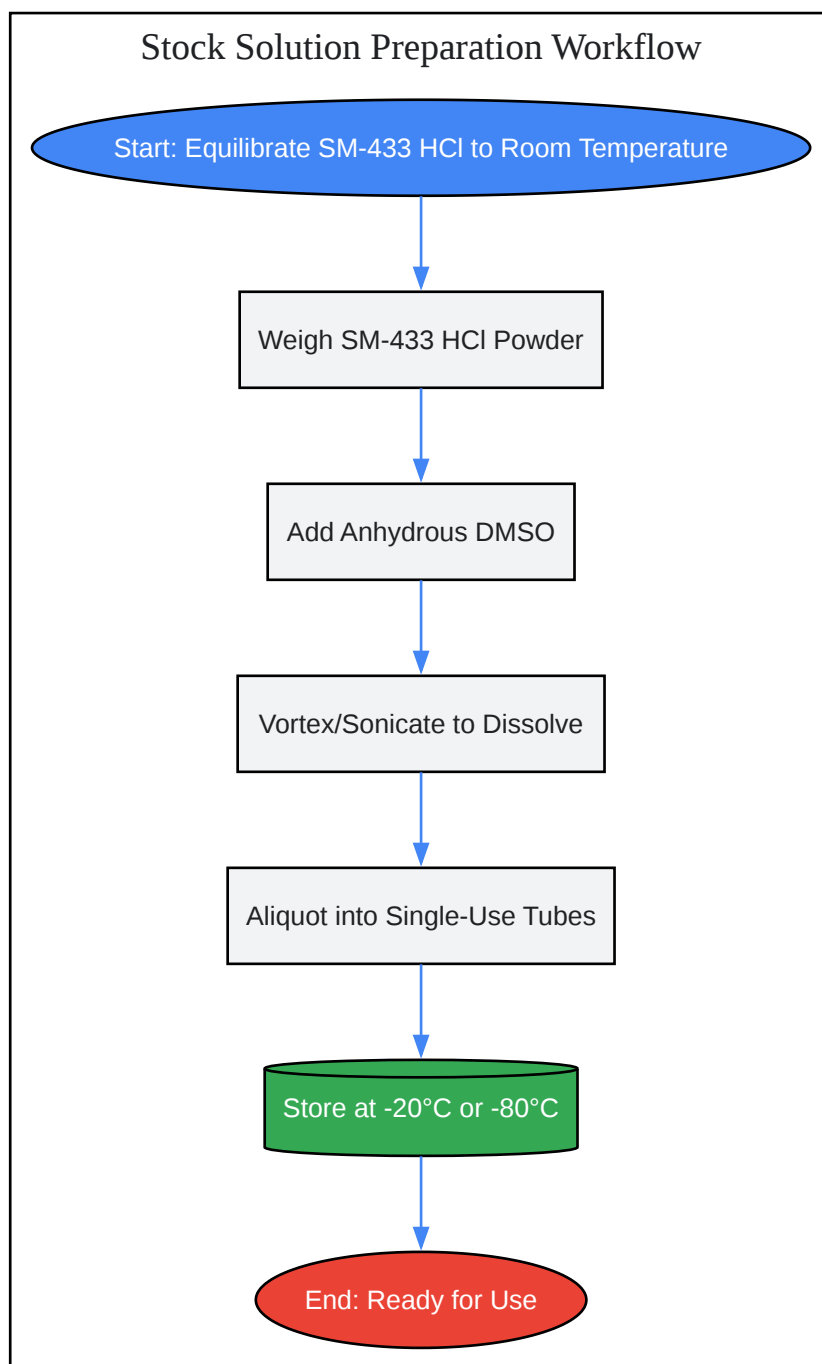 Stock Solution Preparation Workflow
Start: Equilibrate SM-433 HCl to Room Temperature
Weigh SM-433 HCl Powder
Add Anhydrous DMSO
Vortex/Sonicate to Dissolve
Aliquot into Single-Use Tubes
Store at -20°C or -80°C
End: Ready for Use